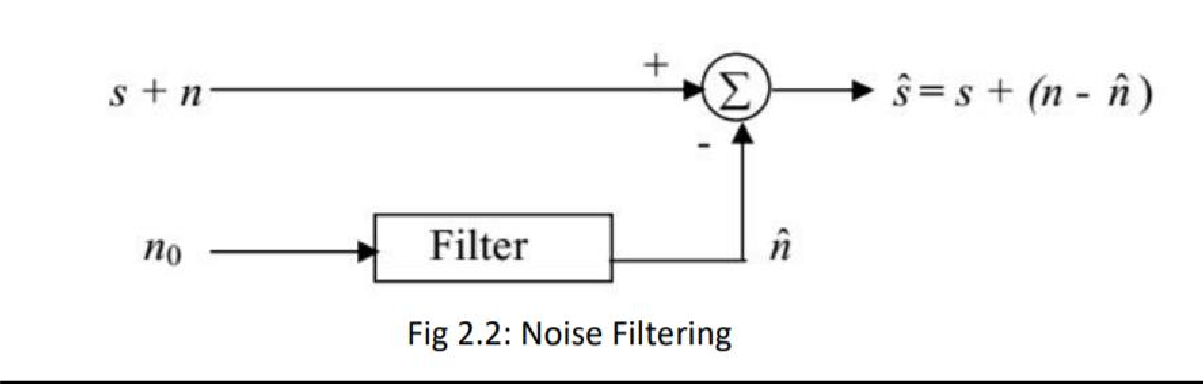 s + n
+
Σ
ŝ = s + (n - n̂ )
-
n0
Filter
n̂
Fig 2.2: Noise Filtering